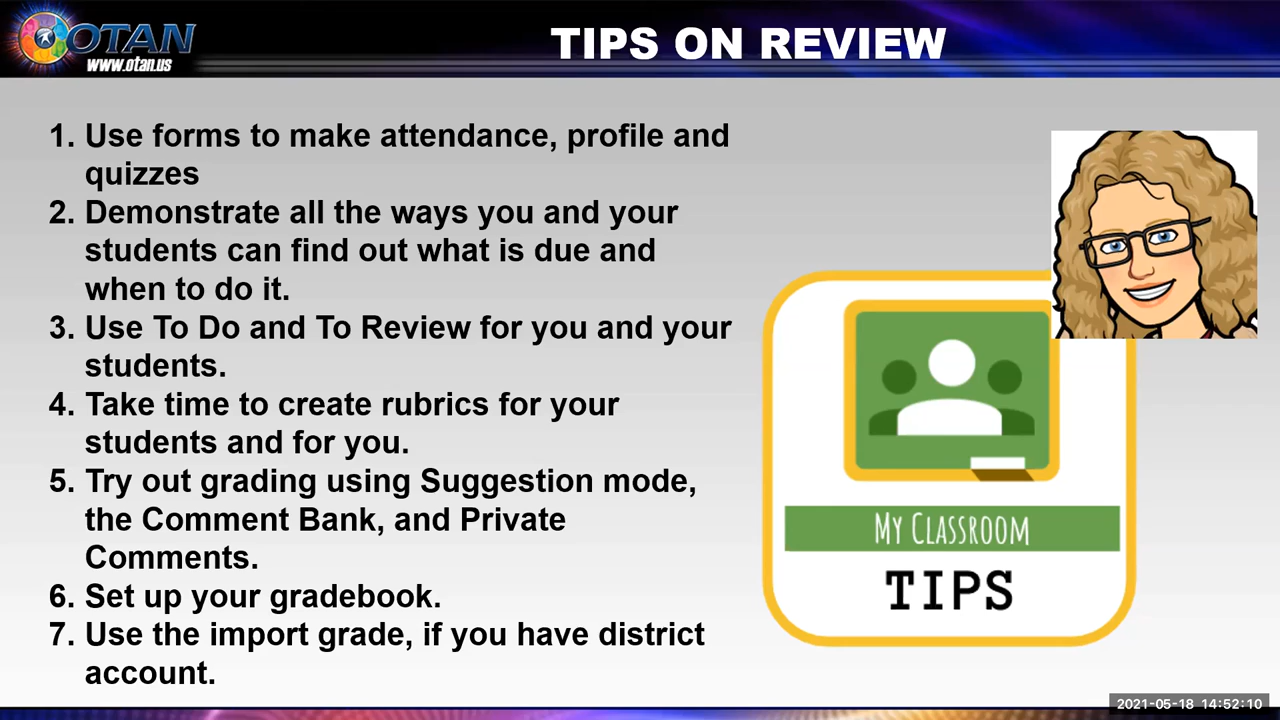 OTAN
www.otan.us
TIPS ON REVIEW
1. Use forms to make attendance, profile and
quizzes
2. Demonstrate all the ways you and your
students can find out what is due and
when to do it.
3. Use To Do and To Review for you and your
students.
4. Take time to create rubrics for your
students and for you.
5. Try out grading using Suggestion mode,
the Comment Bank, and Private
Comments.
6. Set up your gradebook.
7. Use the import grade, if you have district
account.
My Classroom
TIPS
2021-05-18 14:52:10